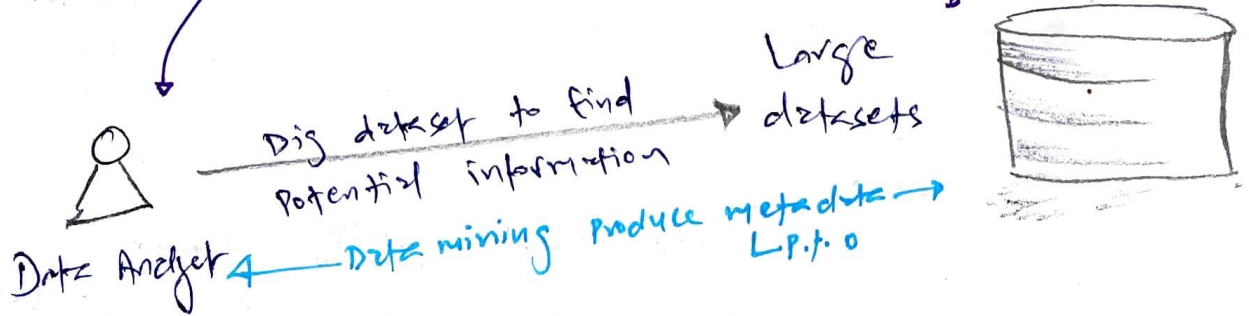 Large
datasets
Dig dataset to find
Potential information
Data Analyst
Data mining Produce metadata
P.t.o